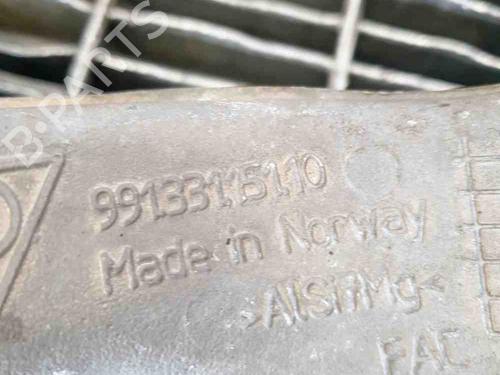 B-PARTS
99133115110
Made in Norway
>AlSi7Mg<
FAC